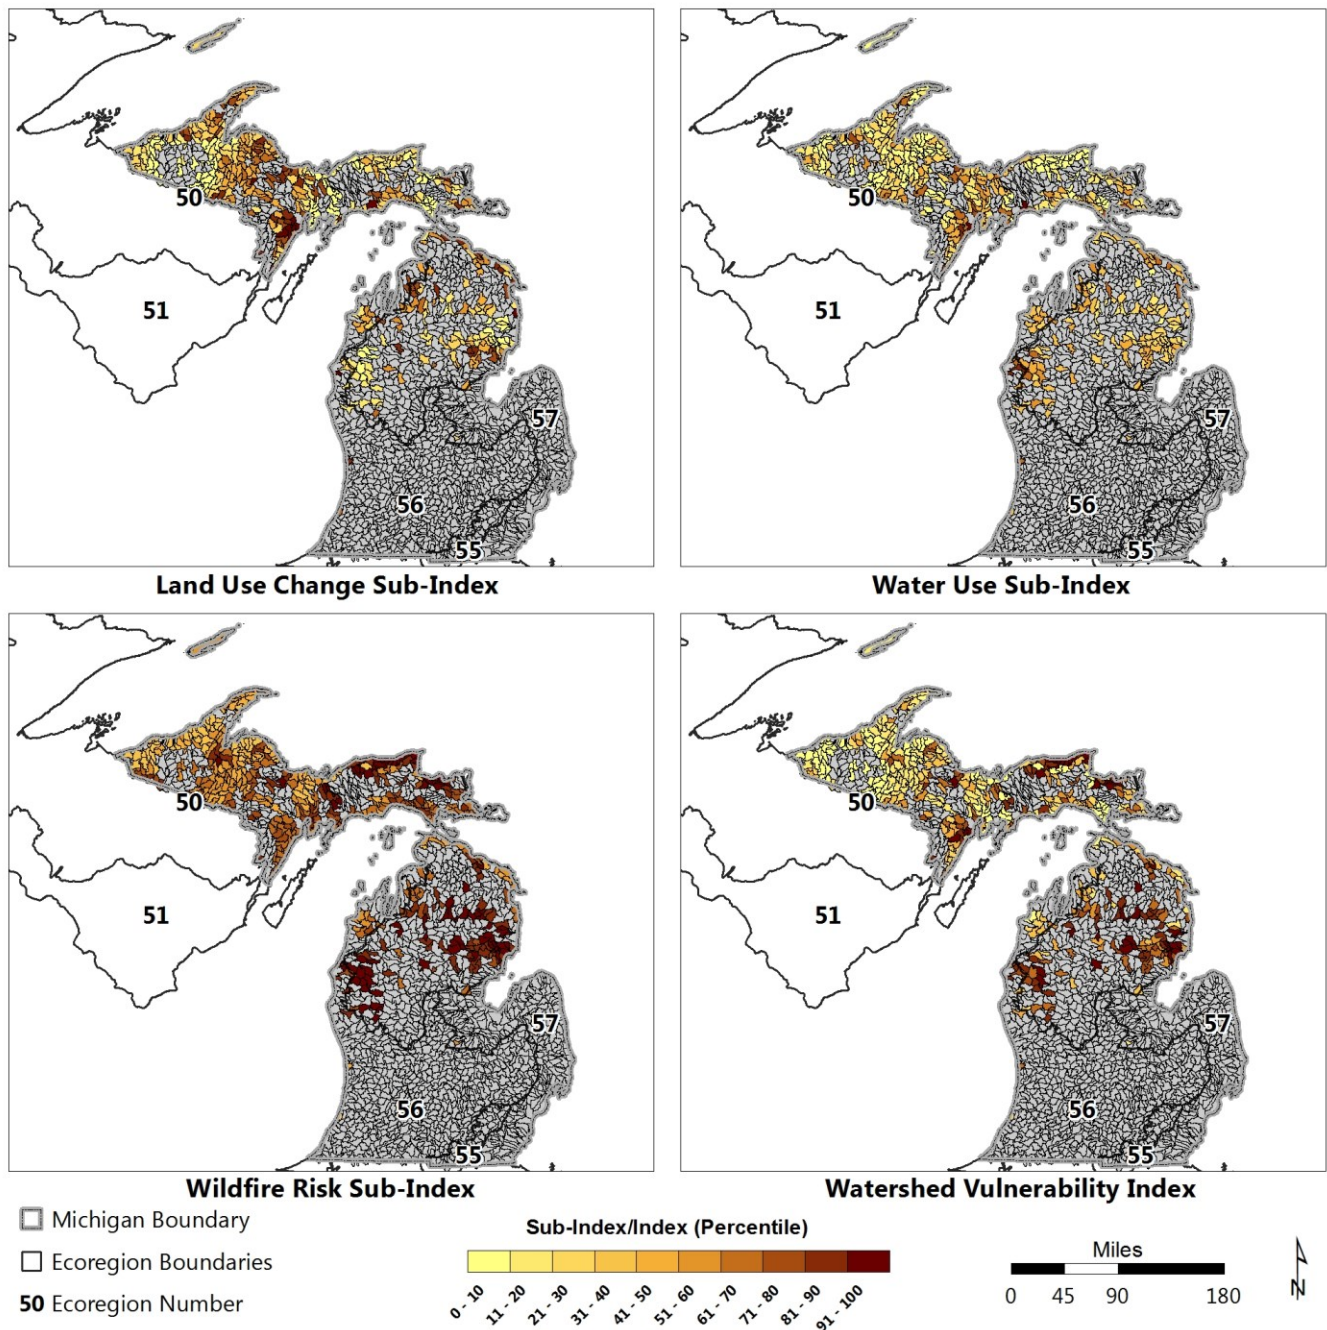 50
51
57
56
55
Land Use Change Sub-Index
50
51
57
56
55
Water Use Sub-Index
50
51
57
56
55
Wildfire Risk Sub-Index
50
51
57
56
55
Watershed Vulnerability Index
Michigan Boundary
Ecoregion Boundaries
50 Ecoregion Number
Sub-Index/Index (Percentile)
0 - 10
11 - 20
21 - 30
31 - 40
41 - 50
51 - 60
61 - 70
71 - 80
81 - 90
91 - 100
Miles
0 45 90 180
N